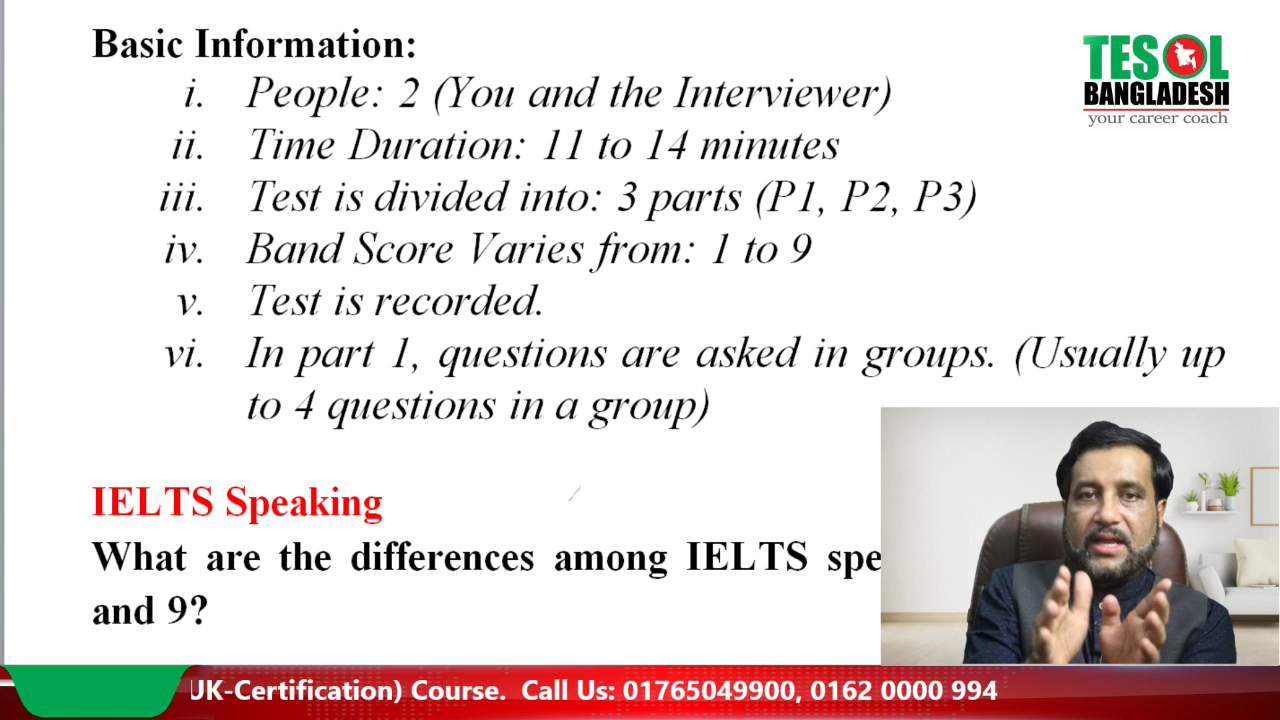 Basic Information:
i. People: 2 (You and the Interviewer)
ii. Time Duration: 11 to 14 minutes
iii. Test is divided into: 3 parts (P1, P2, P3)
iv. Band Score Varies from: 1 to 9
v. Test is recorded.
vi. In part 1, questions are asked in groups. (Usually up
to 4 questions in a group)
TESOL
BANGLADESH
your career coach
IELTS Speaking
What are the differences among IELTS spe
and 9?
UK-Certification) Course. Call Us: 01765049900, 0162 0000 994